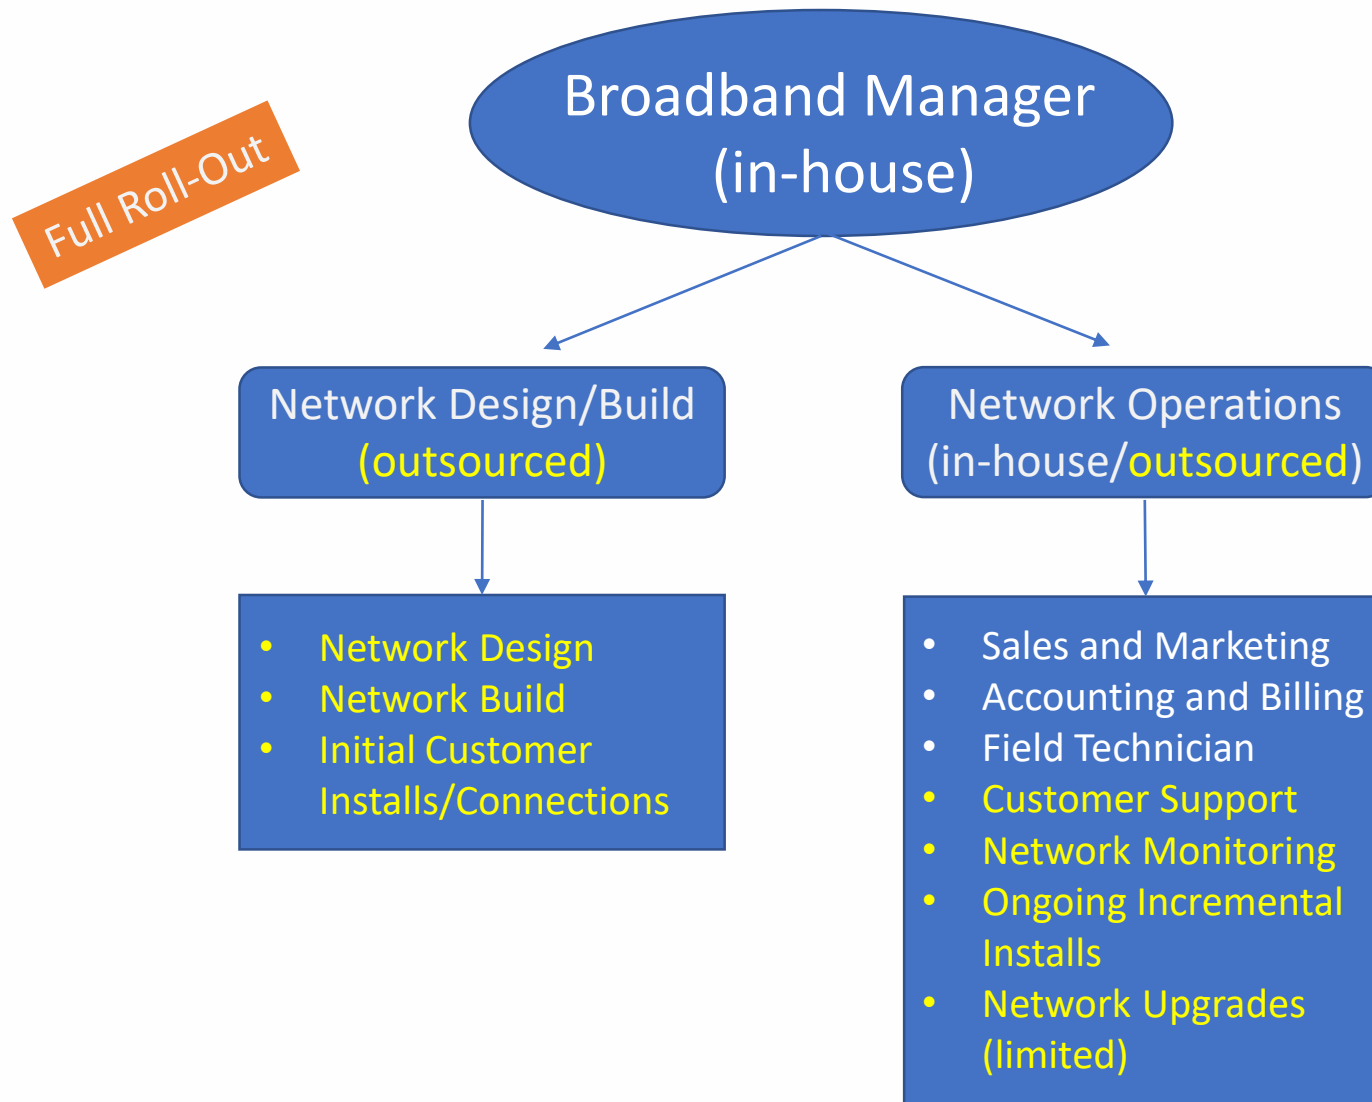 Broadband Manager
(in-house)
Full Roll-Out
Network Design/Build
(outsourced)
Network Operations
(in-house/outsourced)
• Network Design
• Network Build
• Initial Customer
Installs/Connections
• Sales and Marketing
• Accounting and Billing
• Field Technician
• Customer Support
• Network Monitoring
• Ongoing Incremental
Installs
• Network Upgrades
(limited)